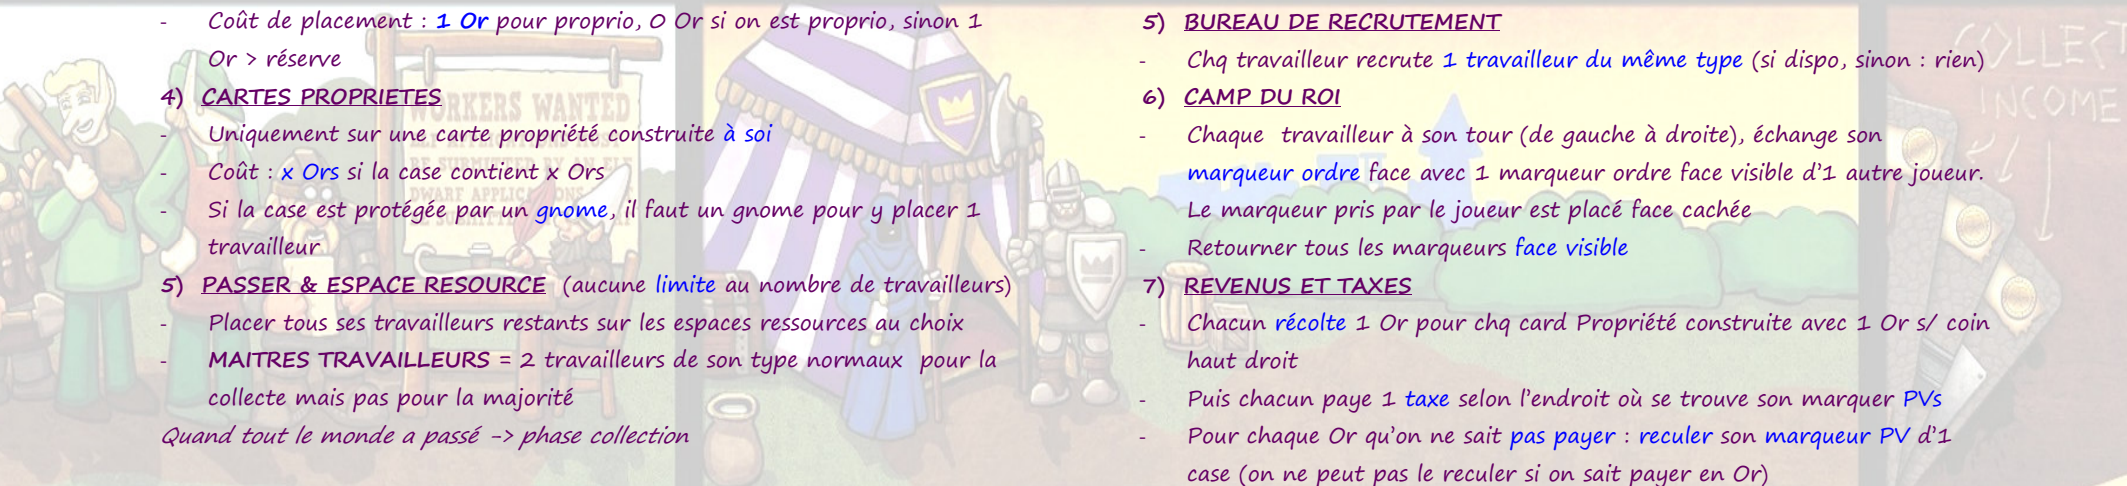 - Coût de placement : 1 Or pour proprio, 0 Or si on est proprio, sinon 1
Or > réserve
4) CARTES PROPRIETES
- Uniquement sur une carte propriété construite à soi
- Coût : x Ors si la case contient x Ors
- Si la case est protégée par un gnome, il faut un gnome pour y placer 1
travailleur
5) PASSER & ESPACE RESOURCE (aucune limite au nombre de travailleurs)
- Placer tous ses travailleurs restants sur les espaces ressources au choix
- MAITRES TRAVAILLEURS = 2 travailleurs de son type normaux pour la
collecte mais pas pour la majorité
Quand tout le monde a passé -> phase collection
5) BUREAU DE RECRUTEMENT
- Chq travailleur recrute 1 travailleur du même type (si dispo, sinon : rien)
6) CAMP DU ROI
- Chaque travailleur à son tour (de gauche à droite), échange son
marqueur ordre face avec 1 marqueur ordre face visible d'1 autre joueur.
Le marqueur pris par le joueur est placé face cachée
- Retourner tous les marqueurs face visible
7) REVENUS ET TAXES
- Chacun récolte 1 Or pour chq card Propriété construite avec 1 Or s/ coin
haut droit
- Puis chacun paye 1 taxe selon l'endroit où se trouve son marquer PVs
- Pour chaque Or qu'on ne sait pas payer : reculer son marqueur PV d'1
case (on ne peut pas le reculer si on sait payer en Or)
WORKERS WANTED
COLLECT
INCOME